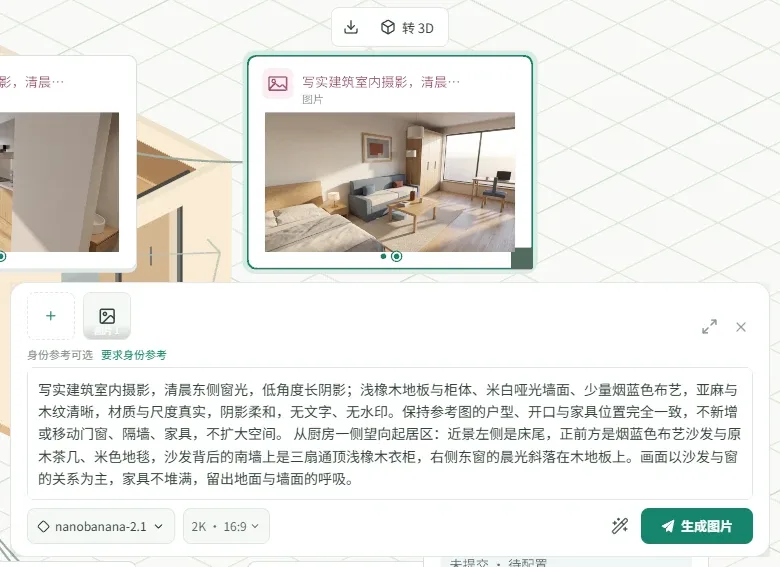 转 3D
影，清晨…
写实建筑室内摄影，清晨…
图片
身份参考可选 要求身份参考
写实建筑室内摄影，清晨东侧窗光，低角度长阴影；浅橡木地板与柜体、米白哑光墙面、少量烟蓝色布艺，亚麻与
木纹清晰，材质与尺度真实，阴影柔和，无文字、无水印。保持参考图的户型、开口与家具位置完全一致，不新增
或移动门窗、隔墙、家具，不扩大空间。 从厨房一侧望向起居区：近景左侧是床尾，正前方是烟蓝色布艺沙发与原
木茶几、米色地毯，沙发背后的南墙上是三扇通顶浅橡木衣柜，右侧东窗的晨光斜落在木地板上。画面以沙发与窗
的关系为主，家具不堆满，留出地面与墙面的呼吸。
nanobanana-2.1
2K · 16:9
生成图片
未提交 · 待配置